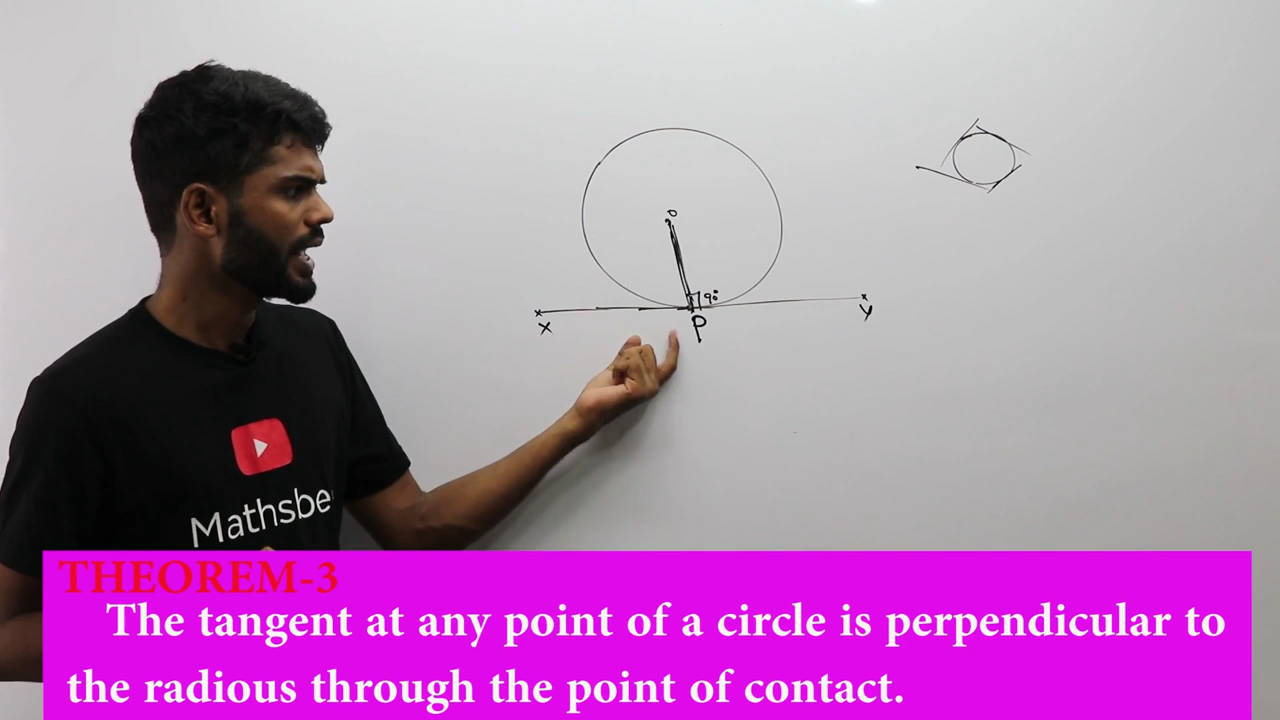 O
90°
X
P
y
Mathsbe
THEOREM-3
The tangent at any point of a circle is perpendicular to
the radious through the point of contact.